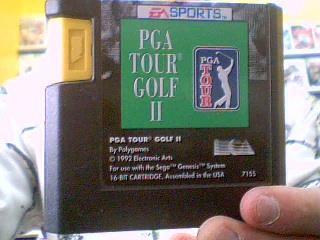 EA SPORTS™
PGA
TOUR®
GOLF
II
PGA
TOUR
PGA TOUR® GOLF II
By Polygames
© 1992 Electronic Arts
For use with the Sega™ Genesis™ System
16-BIT CARTRIDGE. Assembled in the USA
7155